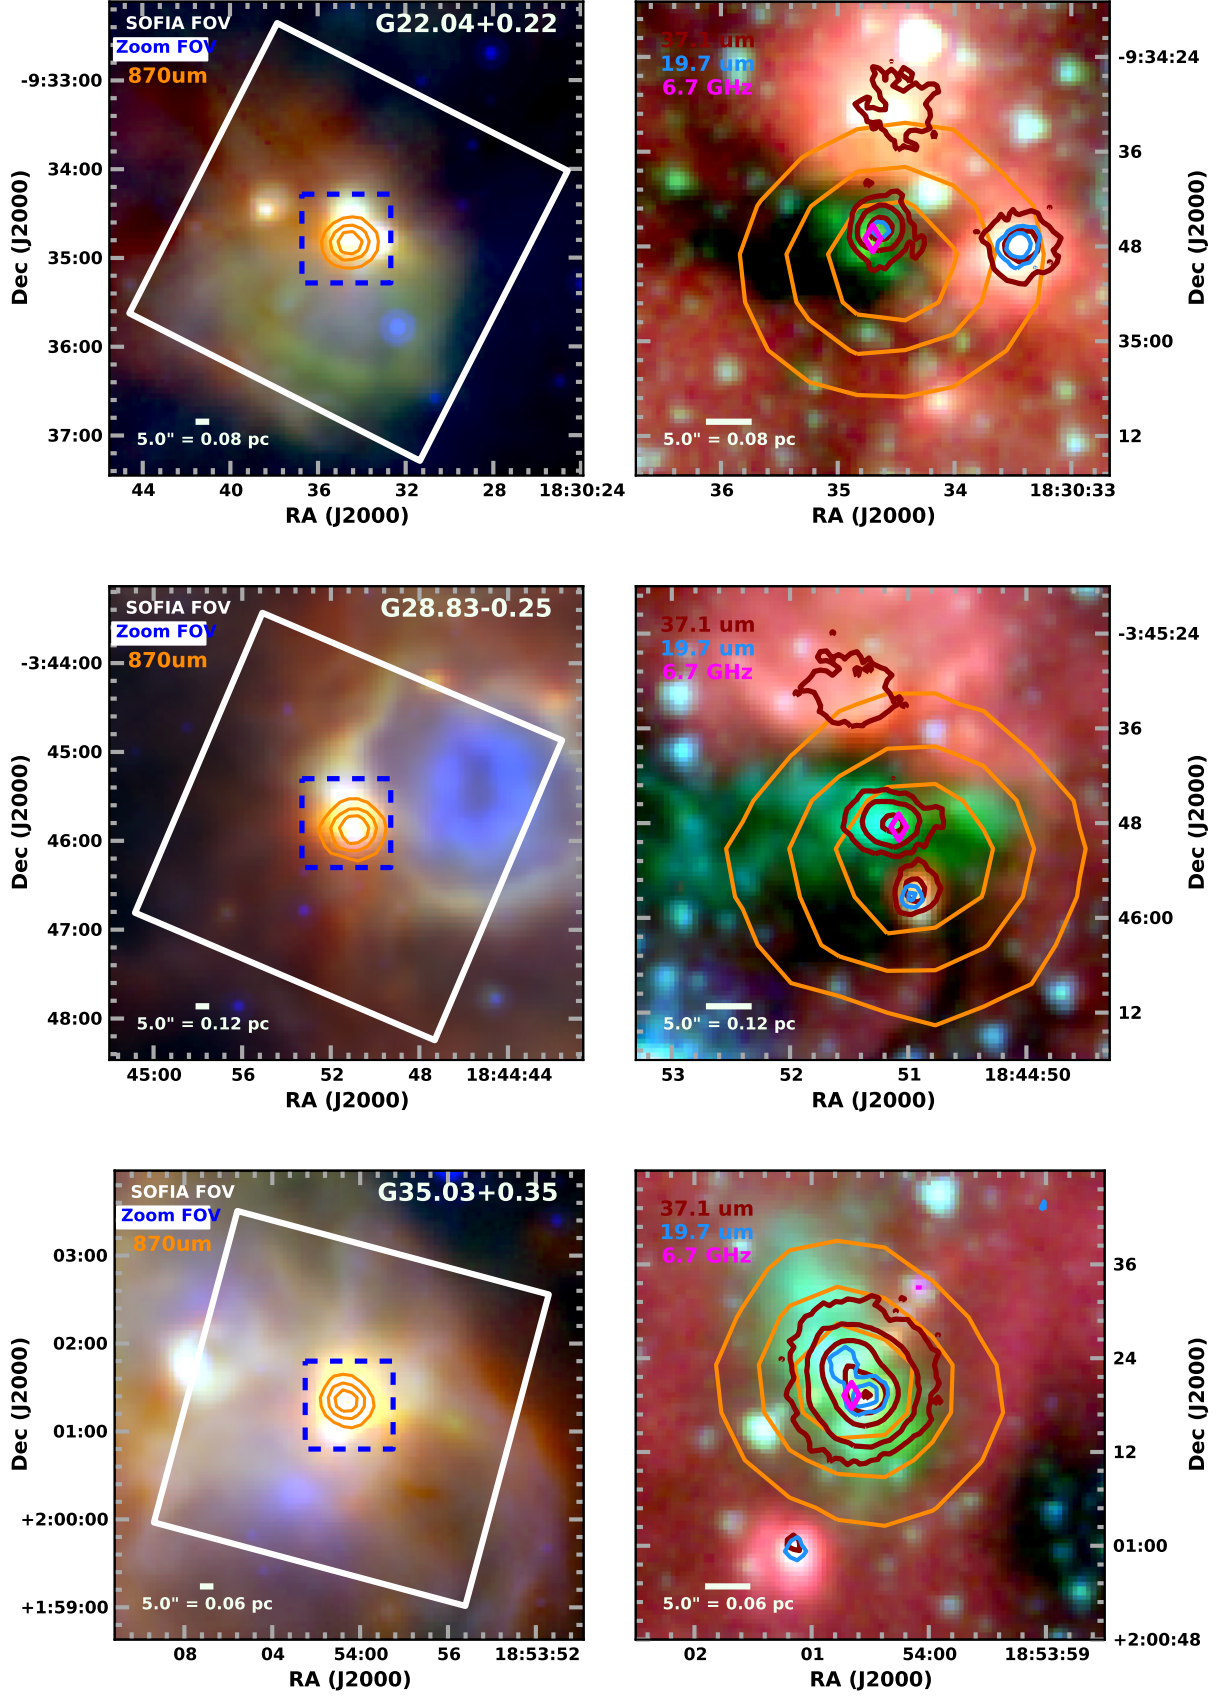 SOFIA FOV
G22.04+0.22
Zoom FOV
870um
-9:33:00
34:00
35:00
36:00
37:00
Dec (J2000)
5.0" = 0.08 pc
44 40 36 32 28 18:30:24
RA (J2000)
37.1 um
19.7 um
6.7 GHz
-9:34:24
36
48
35:00
12
Dec (J2000)
5.0" = 0.08 pc
36 35 34 18:30:33
RA (J2000)
SOFIA FOV
G28.83-0.25
Zoom FOV
870um
-3:44:00
45:00
46:00
47:00
48:00
Dec (J2000)
5.0" = 0.12 pc
45:00 56 52 48 18:44:44
RA (J2000)
37.1 um
19.7 um
6.7 GHz
-3:45:24
36
48
46:00
12
Dec (J2000)
5.0" = 0.12 pc
53 52 51 18:44:50
RA (J2000)
SOFIA FOV
G35.03+0.35
Zoom FOV
870um
03:00
02:00
01:00
+2:00:00
+1:59:00
Dec (J2000)
5.0" = 0.06 pc
08 04 54:00 56 18:53:52
RA (J2000)
37.1 um
19.7 um
6.7 GHz
36
24
12
01:00
+2:00:48
Dec (J2000)
5.0" = 0.06 pc
02 01 54:00 18:53:59
RA (J2000)